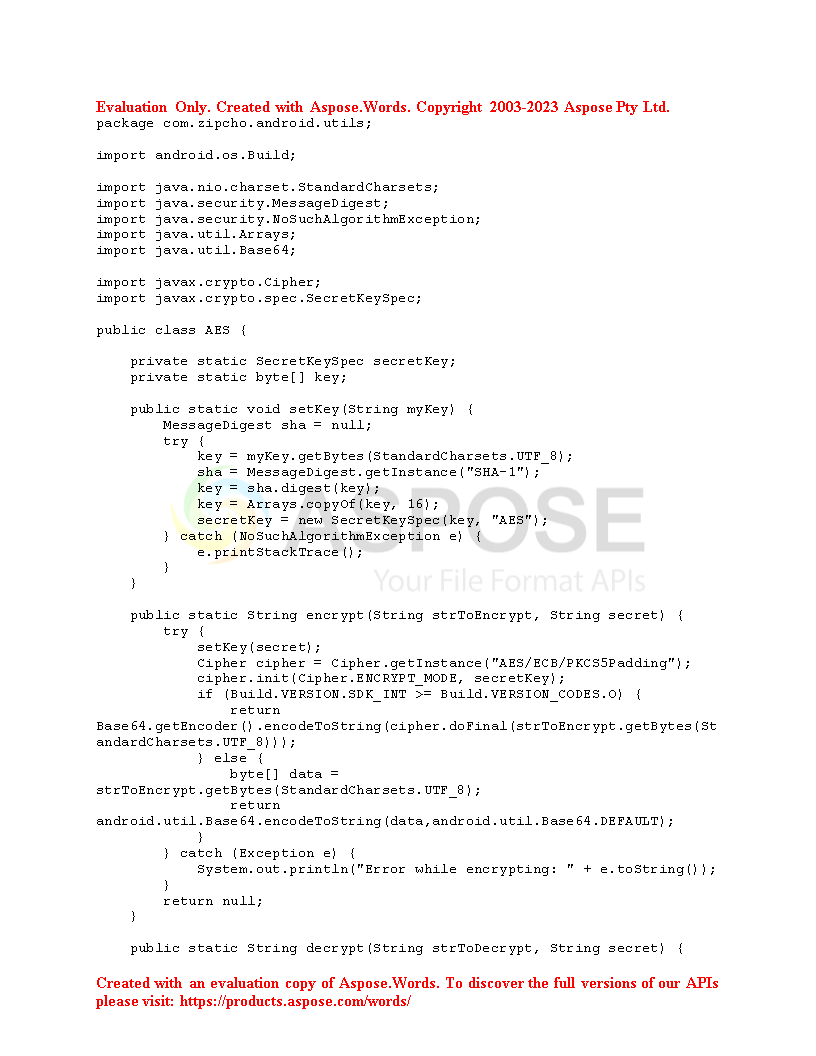 Evaluation Only. Created with Aspose.Words. Copyright 2003-2023 Aspose Pty Ltd.
package com.zipcho.android.utils;

import android.os.Build;

import java.nio.charset.StandardCharsets;
import java.security.MessageDigest;
import java.security.NoSuchAlgorithmException;
import java.util.Arrays;
import java.util.Base64;

import javax.crypto.Cipher;
import javax.crypto.spec.SecretKeySpec;

public class AES {

    private static SecretKeySpec secretKey;
    private static byte[] key;

    public static void setKey(String myKey) {
        MessageDigest sha = null;
        try {
            key = myKey.getBytes(StandardCharsets.UTF_8);
            sha = MessageDigest.getInstance("SHA-1");
            key = sha.digest(key);
            key = Arrays.copyOf(key, 16);
            secretKey = new SecretKeySpec(key, "AES");
        } catch (NoSuchAlgorithmException e) {
            e.printStackTrace();
        }
    }
ASPOSE
Your File Format APIs

    public static String encrypt(String strToEncrypt, String secret) {
        try {
            setKey(secret);
            Cipher cipher = Cipher.getInstance("AES/ECB/PKCS5Padding");
            cipher.init(Cipher.ENCRYPT_MODE, secretKey);
            if (Build.VERSION.SDK_INT >= Build.VERSION_CODES.O) {
                return
Base64.getEncoder().encodeToString(cipher.doFinal(strToEncrypt.getBytes(St
andardCharsets.UTF_8)));
            } else {
                byte[] data =
strToEncrypt.getBytes(StandardCharsets.UTF_8);
                return
android.util.Base64.encodeToString(data,android.util.Base64.DEFAULT);
            }
        } catch (Exception e) {
            System.out.println("Error while encrypting: " + e.toString());
        }
        return null;
    }

    public static String decrypt(String strToDecrypt, String secret) {

Created with an evaluation copy of Aspose.Words. To discover the full versions of our APIs
please visit: https://products.aspose.com/words/